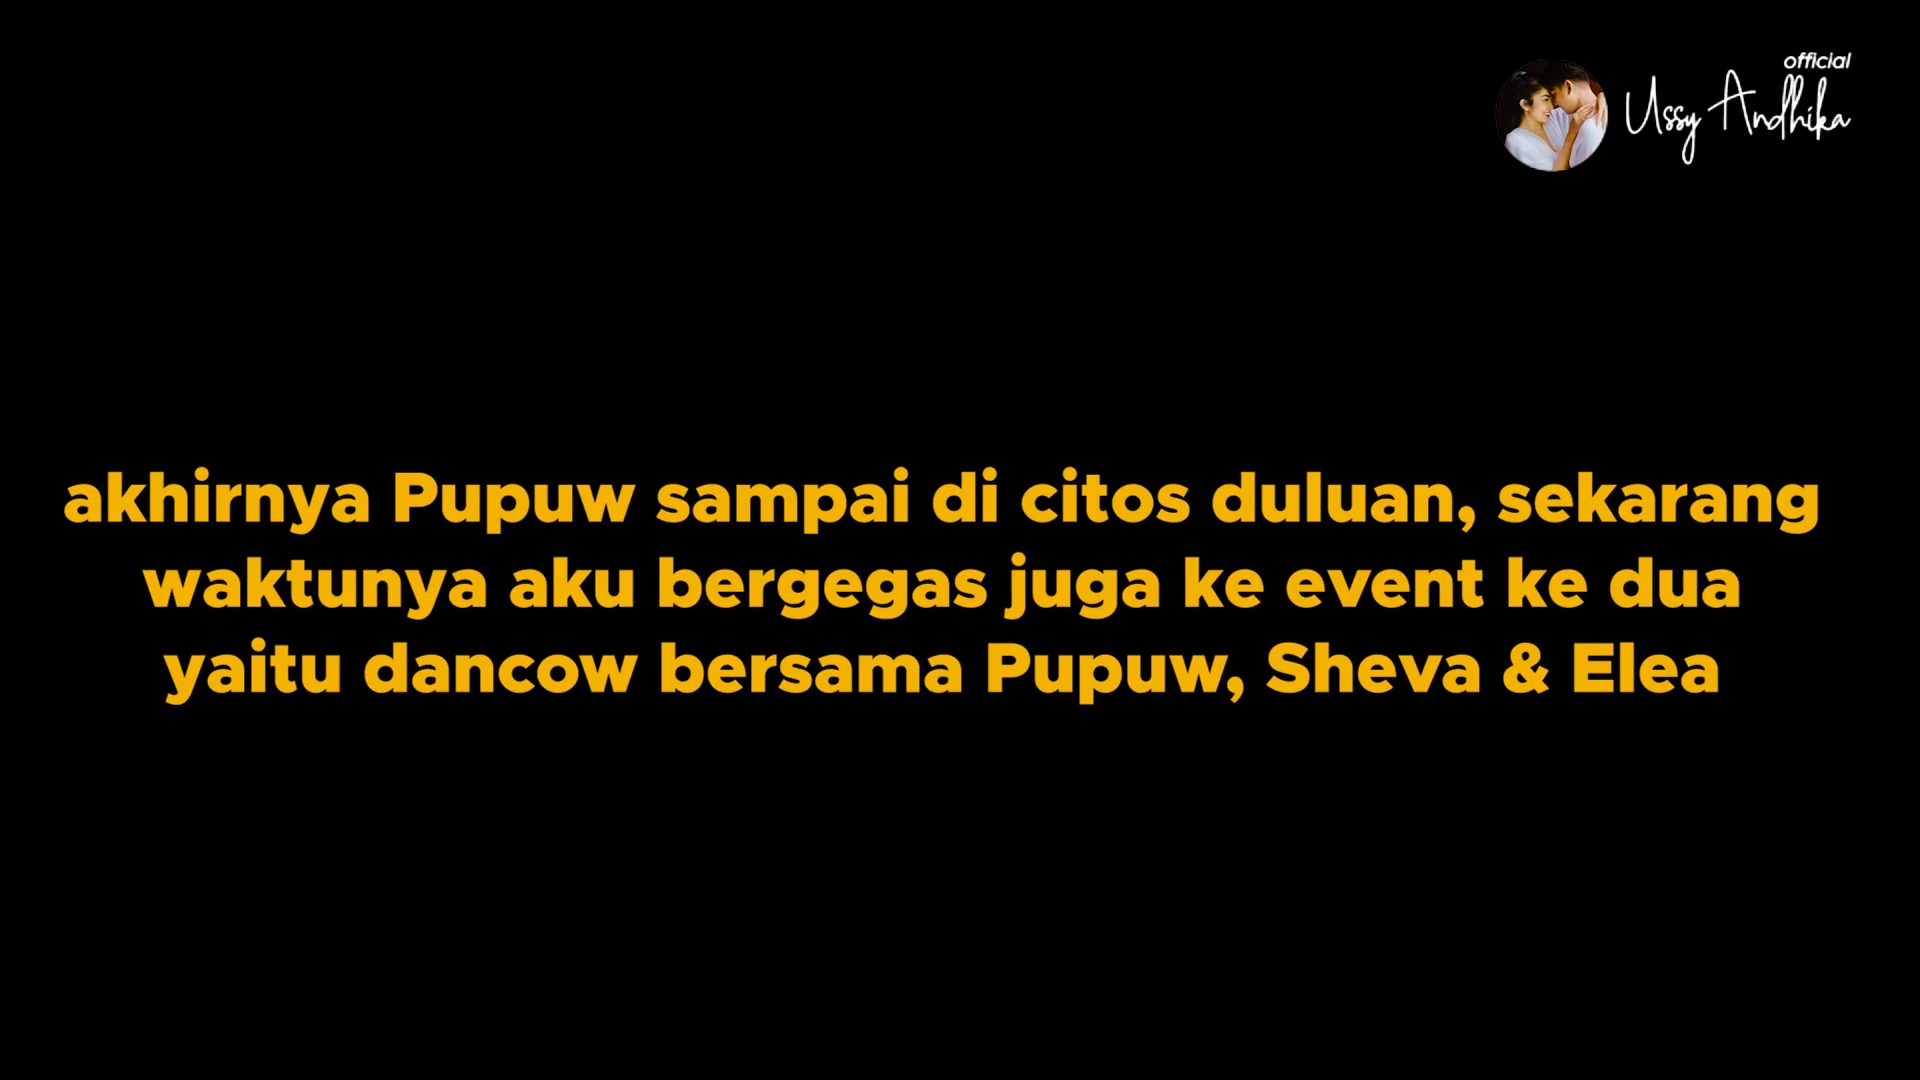 official
Ussy Andhika
akhirnya Pupuw sampai di citos duluan, sekarang
waktunya aku bergegas juga ke event ke dua
yaitu dancow bersama Pupuw, Sheva & Elea